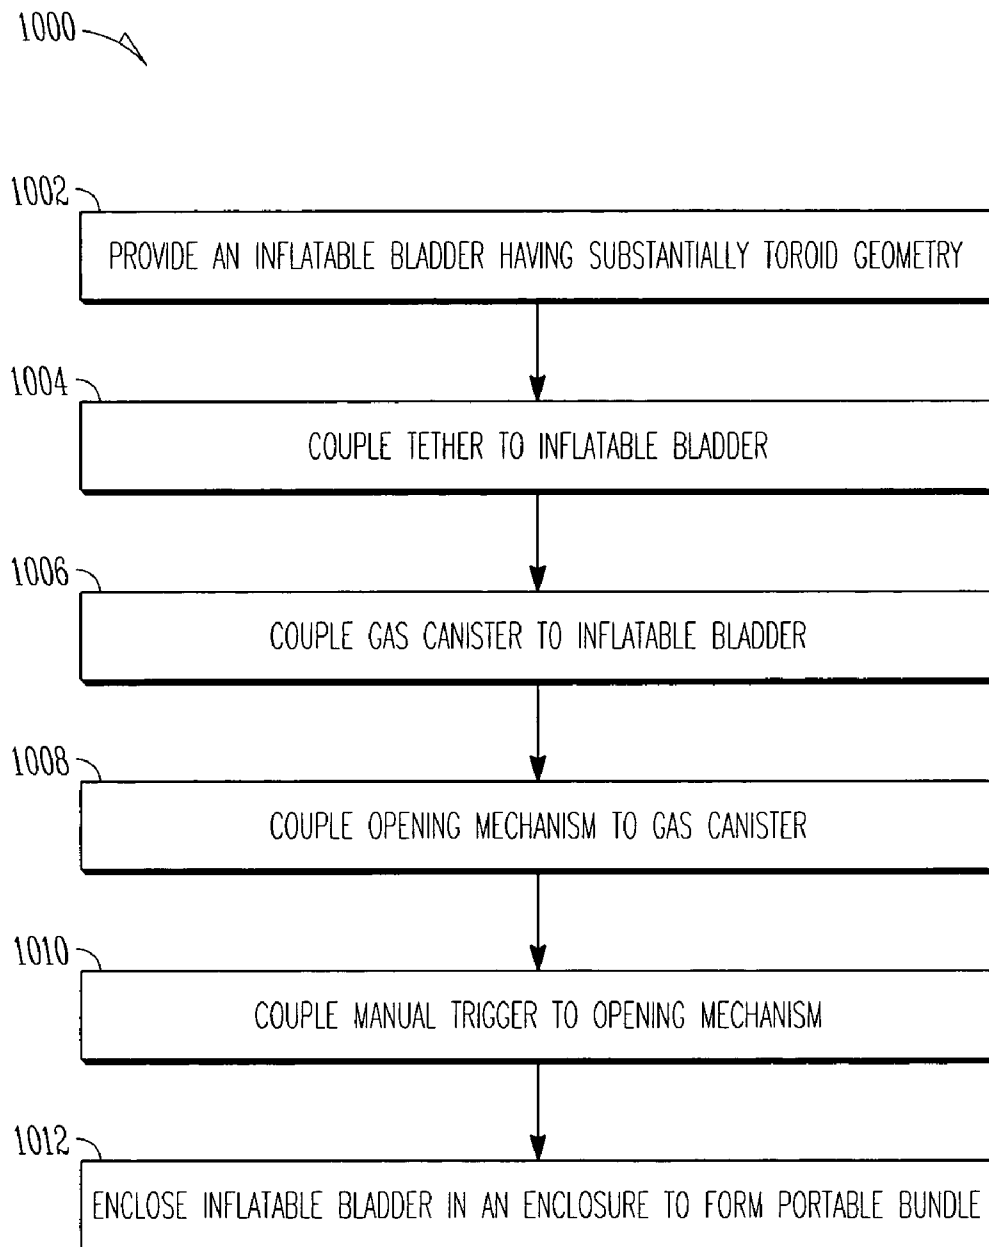 1000
1002
PROVIDE AN INFLATABLE BLADDER HAVING SUBSTANTIALLY TOROID GEOMETRY
1004
COUPLE TETHER TO INFLATABLE BLADDER
1006
COUPLE GAS CANISTER TO INFLATABLE BLADDER
1008
COUPLE OPENING MECHANISM TO GAS CANISTER
1010
COUPLE MANUAL TRIGGER TO OPENING MECHANISM
1012
ENCLOSE INFLATABLE BLADDER IN AN ENCLOSURE TO FORM PORTABLE BUNDLE